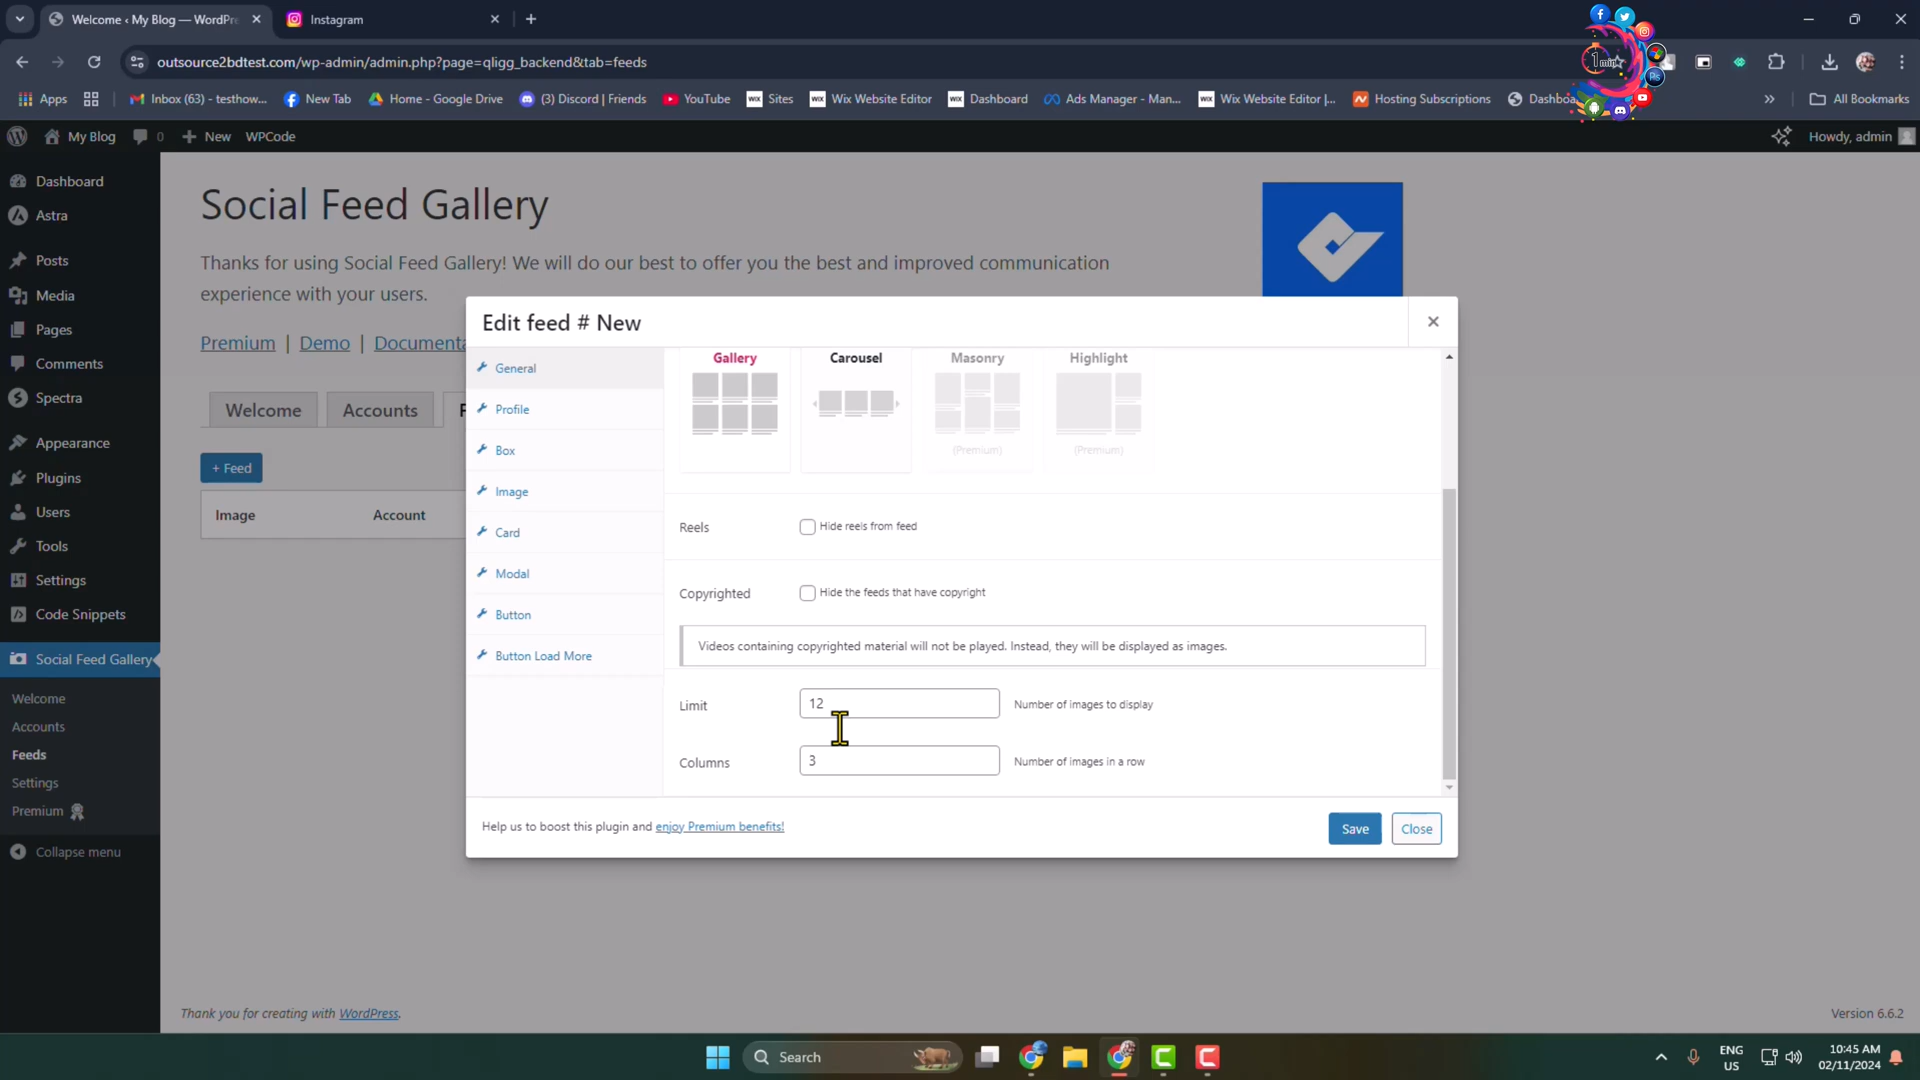 Welcome ‹ My Blog — WordPr
Instagram
outsource2bdtest.com/wp-admin/admin.php?page=qligg_backend&tab=feeds
1 min
Apps
Inbox (63) - testhow...
New Tab
Home - Google Drive
(3) Discord | Friends
YouTube
WIX Sites
WIX Wix Website Editor
WIX Dashboard
Ads Manager - Man...
WIX Wix Website Editor |...
Hosting Subscriptions
All Bookmarks
My Blog
0
New
WPCode
Howdy, admin
Dashboard
Astra
Posts
Media
Pages
Comments
Spectra
Appearance
Plugins
Users
Tools
Settings
Code Snippets
Social Feed Gallery
Welcome
Accounts
Feeds
Settings
Premium
Collapse menu
Social Feed Gallery
Thanks for using Social Feed Gallery! We will do our best to offer you the best and improved communication
experience with your users.
Premium | Demo |
Welcome
Accounts
+ Feed
Image
Account
Edit feed # New
General
Profile
Box
Image
Card
Modal
Button
Button Load More
Gallery
Carousel
Masonry
Highlight
(Premium)
(Premium)
Reels
Hide reels from feed
Copyrighted
Hide the feeds that have copyright
Videos containing copyrighted material will not be played. Instead, they will be displayed as images.
Limit
12
Number of images to display
Columns
3
Number of images in a row
Help us to boost this plugin and enjoy Premium benefits!
Save
Close
Thank you for creating with WordPress.
Version 6.6.2
Search
ENG
US
10:45 AM
02/11/2024